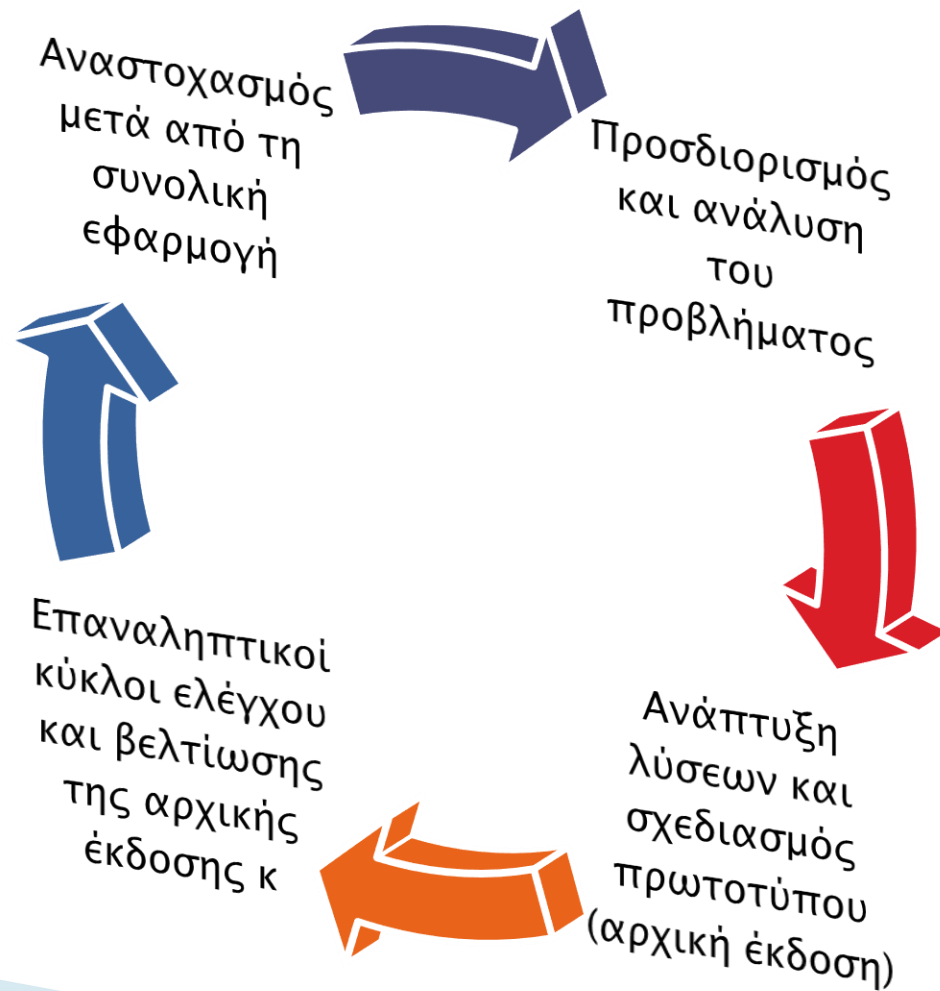 Αναστοχασμός
μετά από τη
συνολική
εφαρμογή
Προσδιορισμός
και ανάλυση
του
προβλήματος
Ανάπτυξη
λύσεων και
σχεδιασμός
πρωτοτύπου
(αρχική έκδοση)
Επαναληπτικοί
κύκλοι ελέγχου
και βελτίωσης
της αρχικής
έκδοσης κ